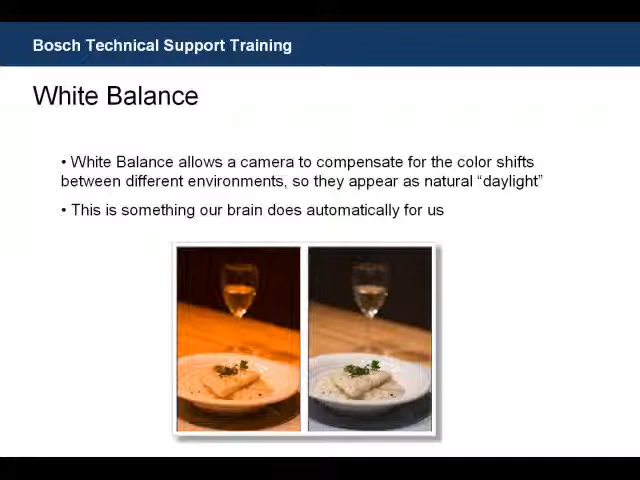 Bosch Technical Support Training
White Balance
• White Balance allows a camera to compensate for the color shifts
between different environments, so they appear as natural “daylight”
• This is something our brain does automatically for us